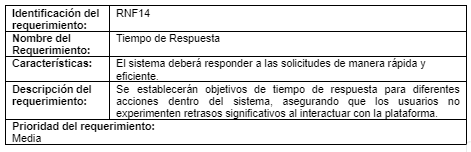 Identificación del requerimiento: RNF14
Nombre del Requerimiento: Tiempo de Respuesta
Características: El sistema deberá responder a las solicitudes de manera rápida y eficiente.
Descripción del requerimiento: Se establecerán objetivos de tiempo de respuesta para diferentes acciones dentro del sistema, asegurando que los usuarios no experimenten retrasos significativos al interactuar con la plataforma.
Prioridad del requerimiento:
Media